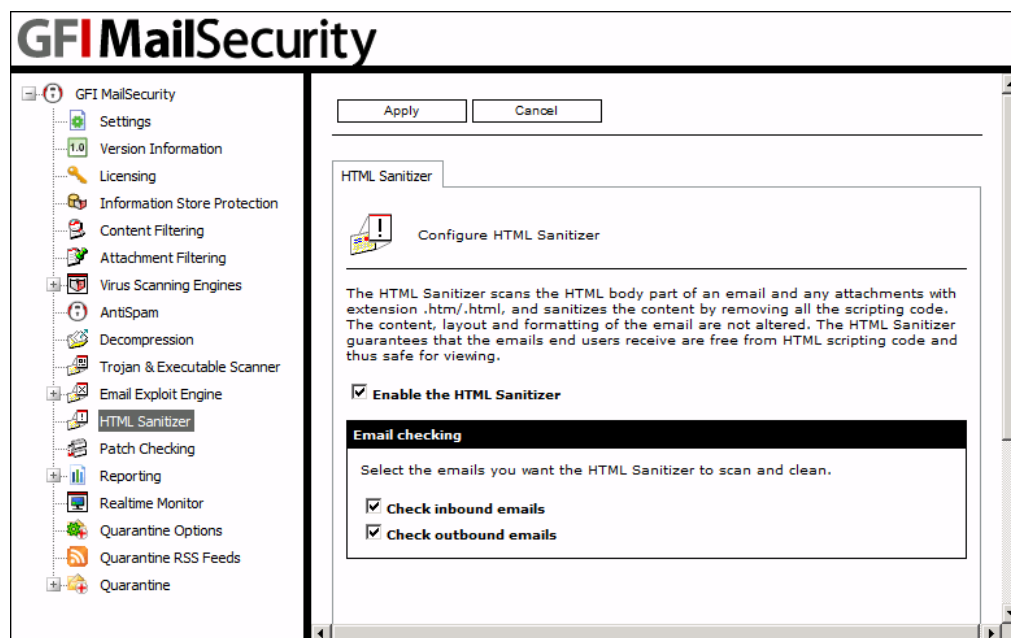 GFI MailSecurity
GFI MailSecurity
Settings
1.0
Version Information
Licensing
Information Store Protection
Content Filtering
Attachment Filtering
Virus Scanning Engines
AntiSpam
Decompression
Trojan & Executable Scanner
Email Exploit Engine
HTML Sanitizer
Patch Checking
Reporting
Realtime Monitor
Quarantine Options
Quarantine RSS Feeds
Quarantine
Apply
Cancel
HTML Sanitizer
Configure HTML Sanitizer
The HTML Sanitizer scans the HTML body part of an email and any attachments with
extension .htm/.html, and sanitizes the content by removing all the scripting code.
The content, layout and formatting of the email are not altered. The HTML Sanitizer
guarantees that the emails end users receive are free from HTML scripting code and
thus safe for viewing.
Enable the HTML Sanitizer
Email checking
Select the emails you want the HTML Sanitizer to scan and clean.
Check inbound emails
Check outbound emails